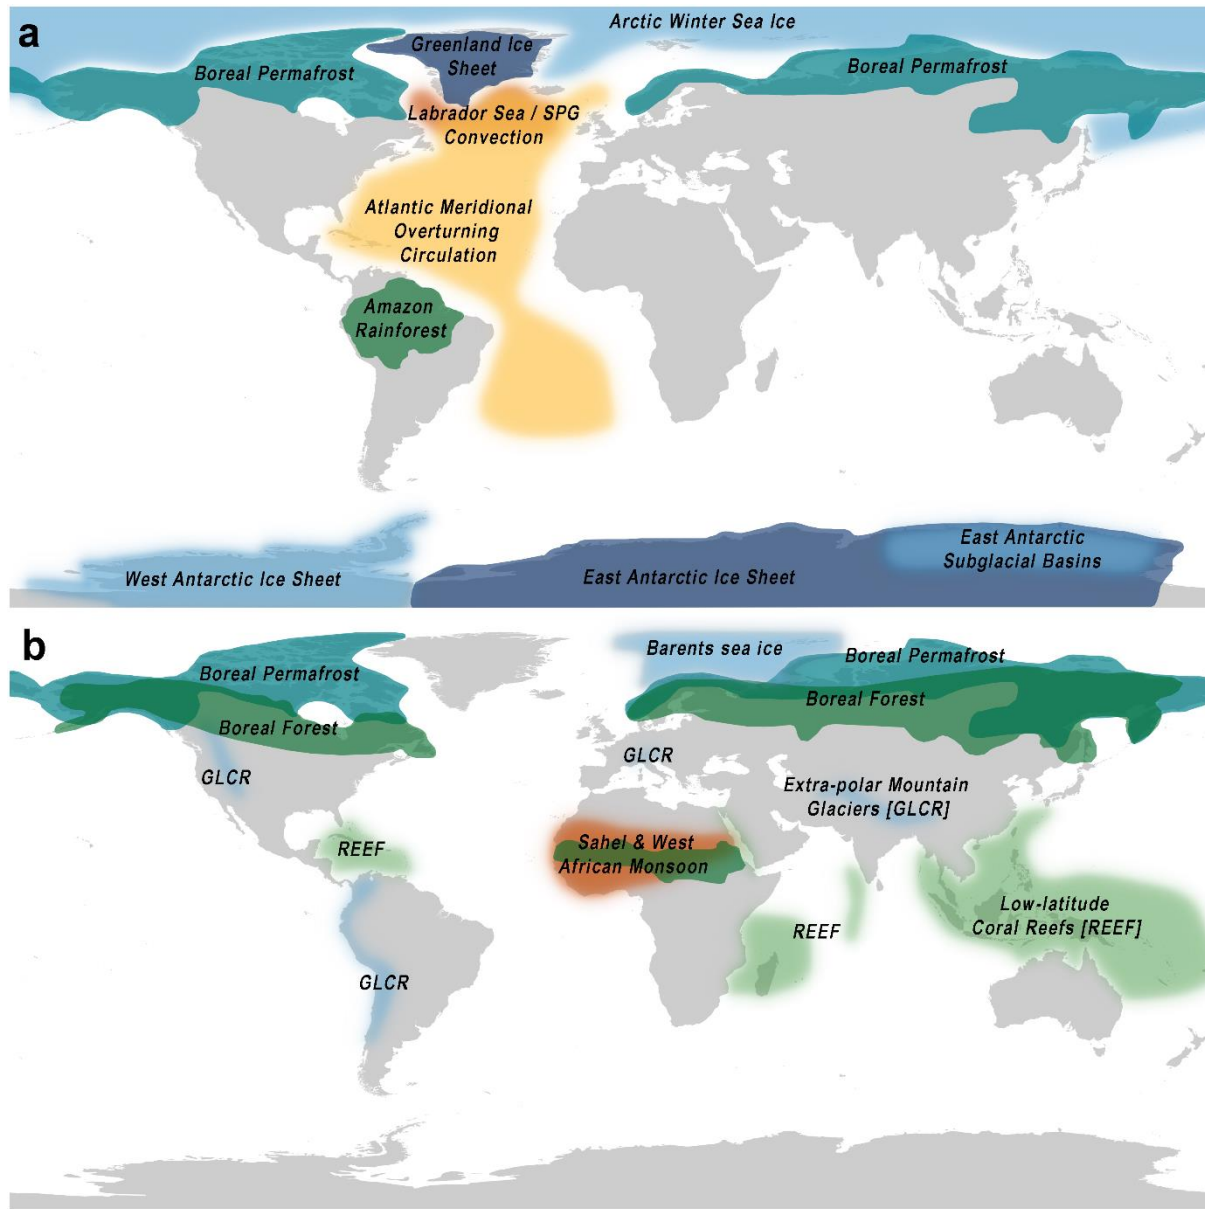 a
Arctic Winter Sea Ice
Greenland Ice
Sheet
Boreal Permafrost
Boreal Permafrost
Labrador Sea / SPG
Convection
Atlantic Meridional
Overturning
Circulation
Amazon
Rainforest
West Antarctic Ice Sheet
East Antarctic Ice Sheet
East Antarctic
Subglacial Basins
b
Barents sea ice
Boreal Permafrost
Boreal Permafrost
Boreal Forest
Boreal Forest
GLCR
GLCR
Extra-polar Mountain
Glaciers [GLCR]
REEF
Sahel & West
African Monsoon
REEF
Low-latitude
Coral Reefs [REEF]
GLCR